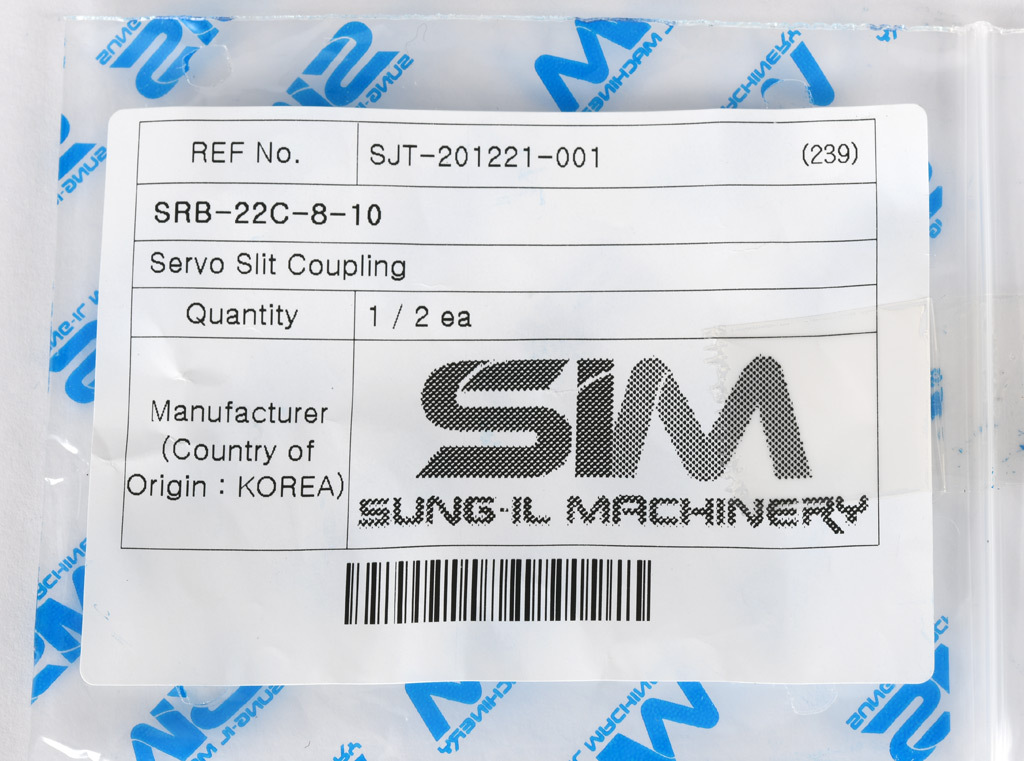 REF No. SJT-201221-001 (239)
SRB-22C-8-10
Servo Slit Coupling
Quantity 1 / 2 ea
Manufacturer
(Country of
Origin : KOREA)
SIM
SUNG-IL MACHINERY